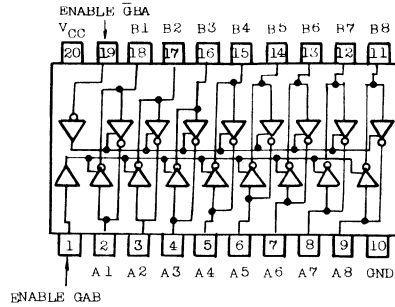 ENABLE G̅BA
VCC B1 B2 B3 B4 B5 B6 B7 B8
20 19 18 17 16 15 14 13 12 11
1 2 3 4 5 6 7 8 9 10
A1 A2 A3 A4 A5 A6 A7 A8 GND
ENABLE GAB